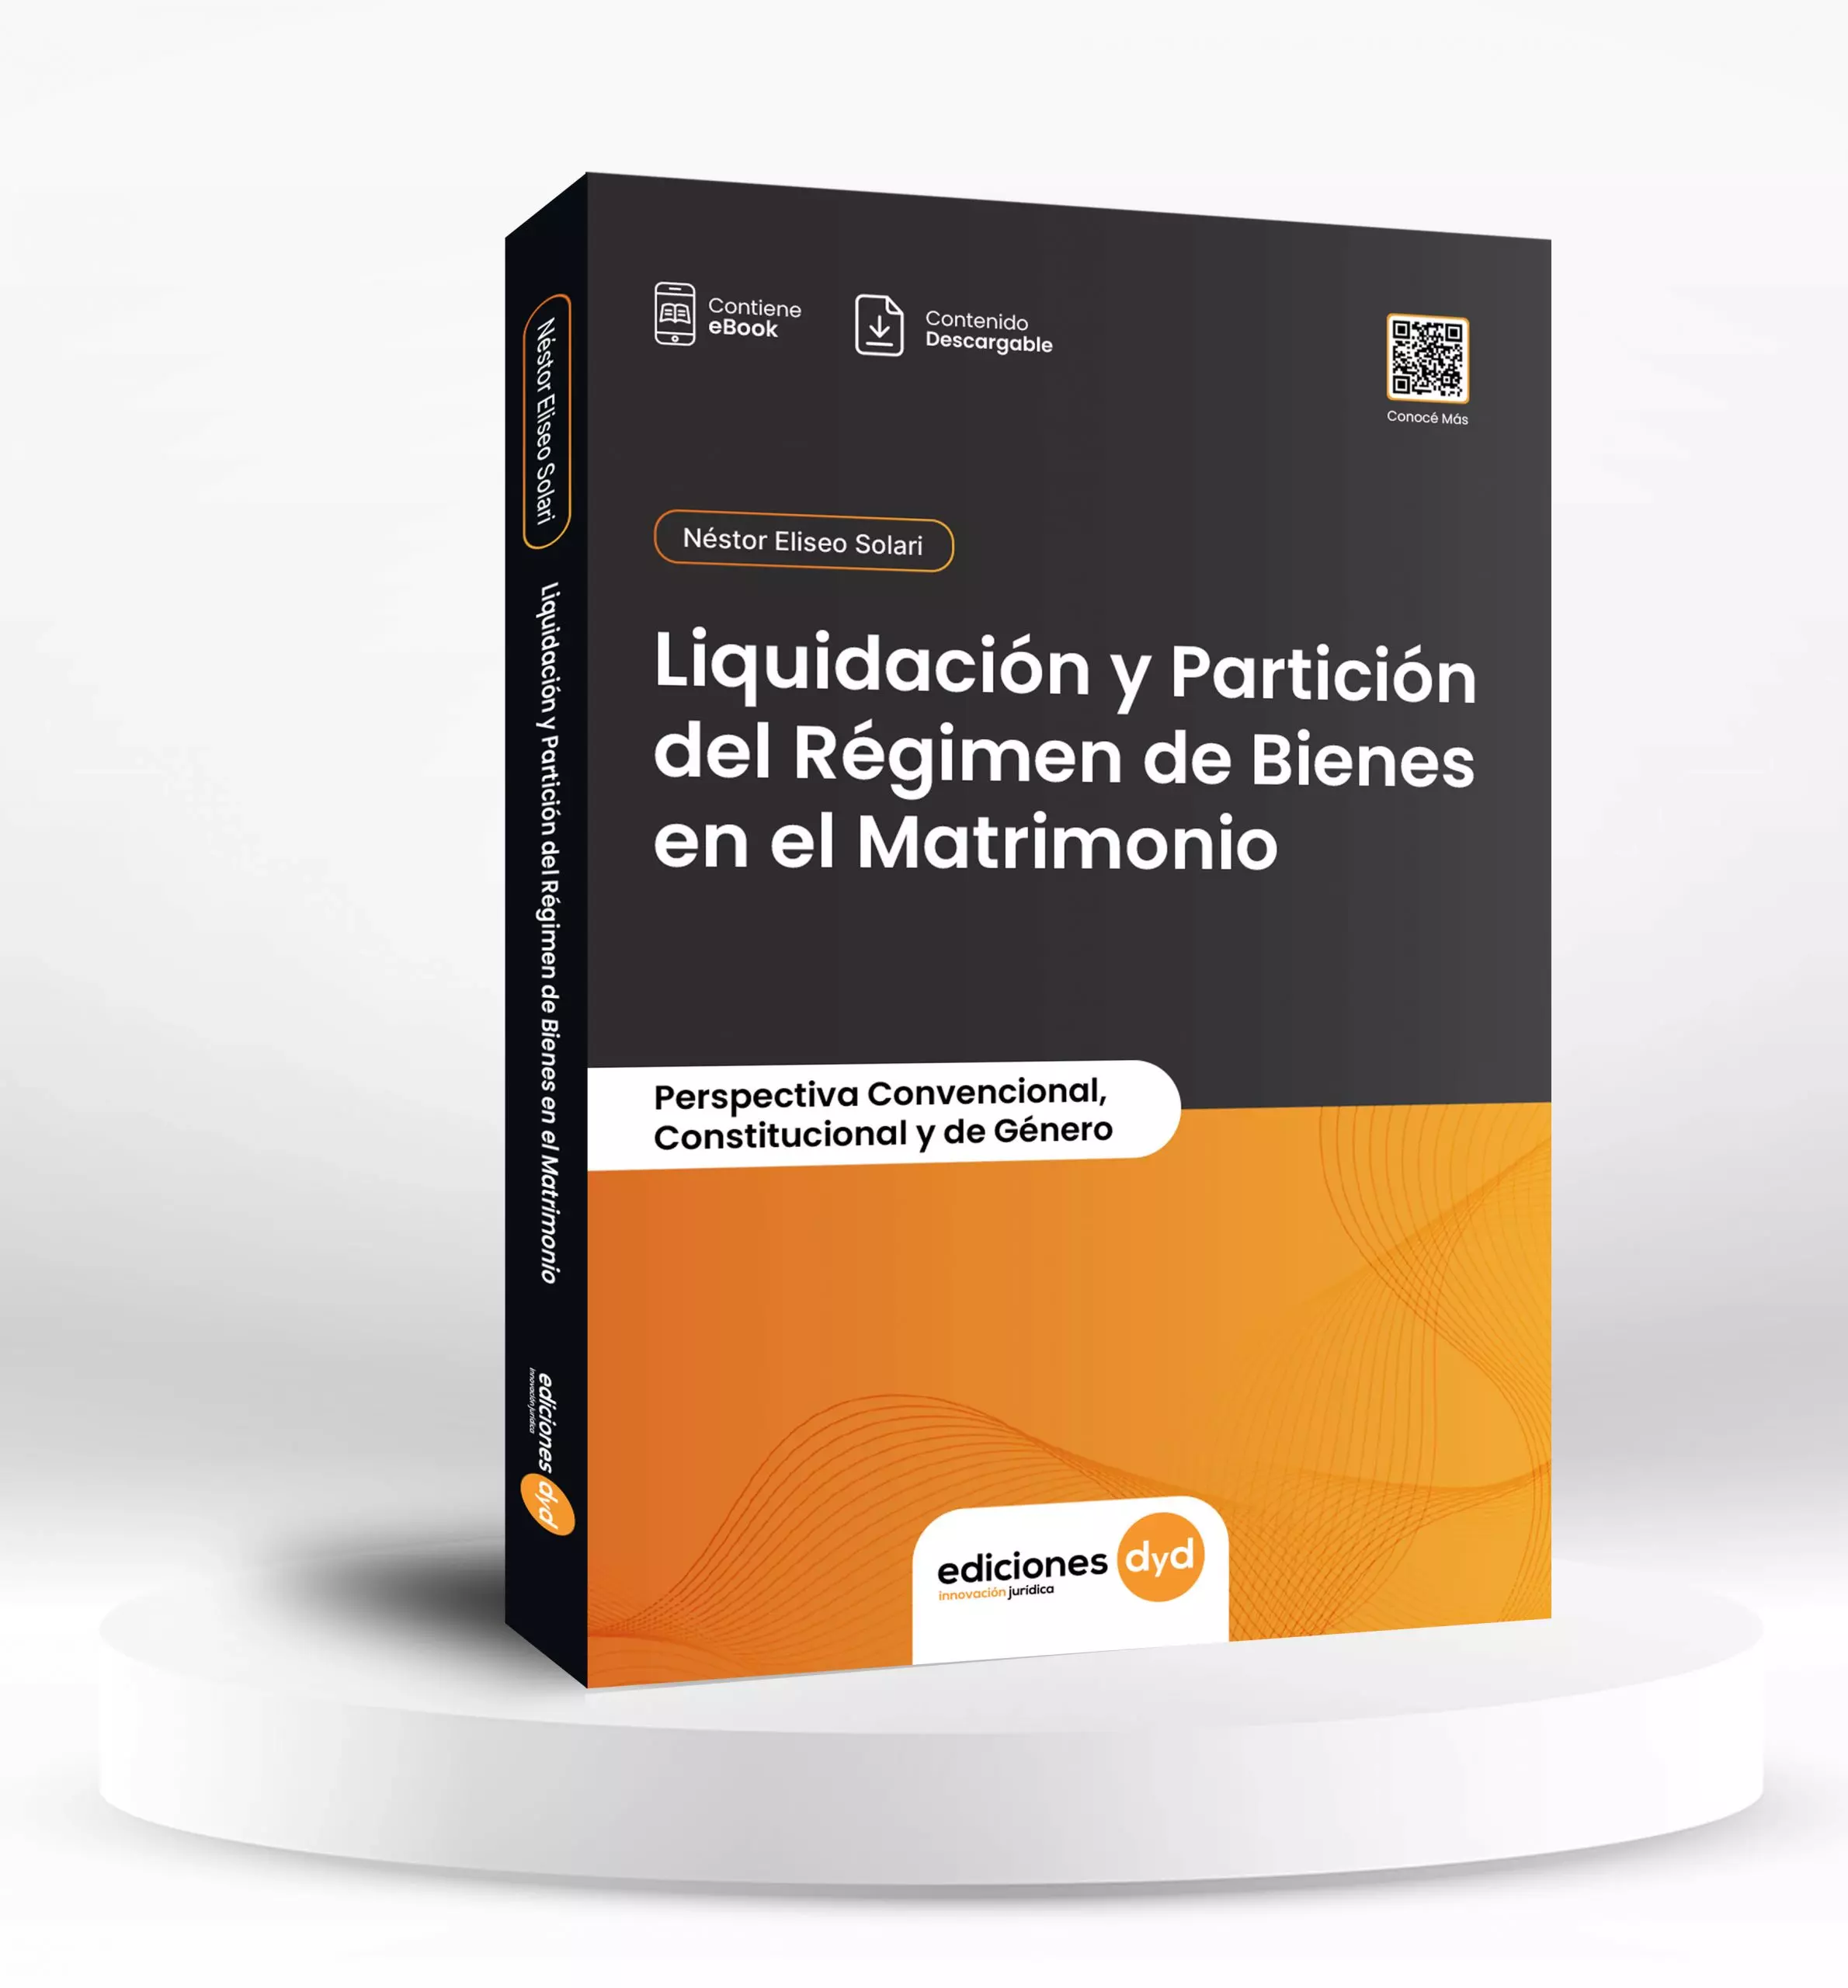 Contiene
eBook
Contenido
Descargable
Conocé Más
Néstor Eliseo Solari
Liquidación y Partición
del Régimen de Bienes
en el Matrimonio
Perspectiva Convencional,
Constitucional y de Género
ediciones dyd
innovación jurídica
Néstor Eliseo Solari
Liquidación y Partición del Régimen de Bienes en el Matrimonio
ediciones dyd
innovación jurídica